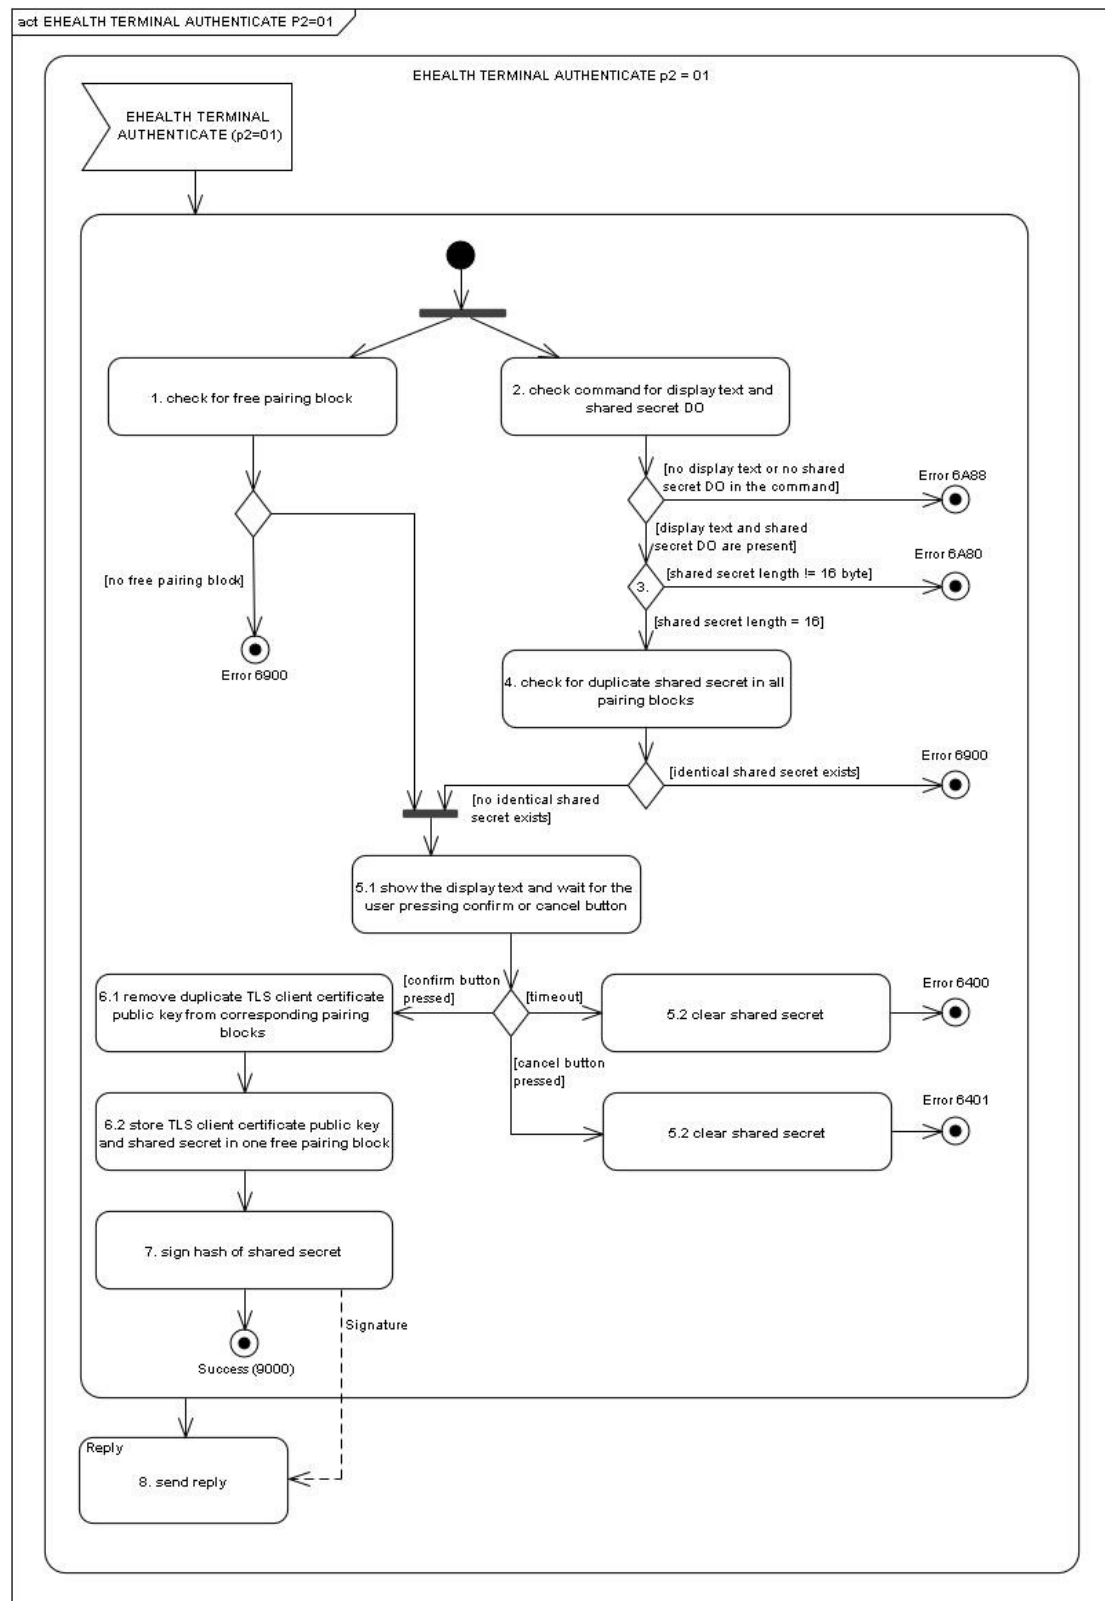 act EHEALTH TERMINAL AUTHENTICATE P2=01
EHEALTH TERMINAL AUTHENTICATE p2 = 01
EHEALTH TERMINAL
AUTHENTICATE (p2=01)
1. check for free pairing block
2. check command for display text and
shared secret DO
[no display text or no shared
secret DO in the command]
Error 6A88
[display text and shared
secret DO are present]
Error 6A80
[no free pairing block]
3.
[shared secret length != 16 byte]
[shared secret length = 16]
Error 6900
4. check for duplicate shared secret in all
pairing blocks
Error 6900
[identical shared secret exists]
[no identical shared
secret exists]
5.1 show the display text and wait for the
user pressing confirm or cancel button
[confirm button
pressed]
[timeout]
6.1 remove duplicate TLS client certificate
public key from corresponding pairing
blocks
5.2 clear shared secret
Error 6400
[cancel button
pressed]
6.2 store TLS client certificate public key
and shared secret in one free pairing block
5.2 clear shared secret
Error 6401
7. sign hash of shared secret
Signature
Success (9000)
Reply
8. send reply